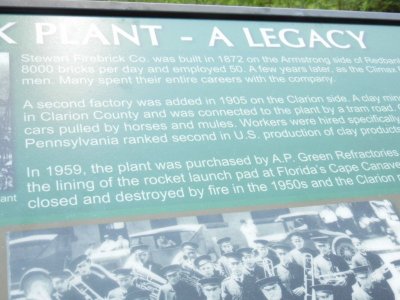 K PLANT - A LEGACY
Stewart Firebrick Co. was built in 1872 on the Armstrong side of Redbank
8000 bricks per day and employed 50. A few years later, as the Climax
men. Many spent their entire careers with the company.
A second factory was added in 1905 on the Clarion side. A clay mine
in Clarion County and was connected to this plant by a tram road.
cars pulled by horses and mules. Workers were hired specifically
Pennsylvania ranked second in U.S. production of clay products
In 1959, the plant was purchased by A.P. Green Refractories
the lining of the rocket launch pad at Florida's Cape Canave
closed and destroyed by fire in the 1950s and the Clarion
ant